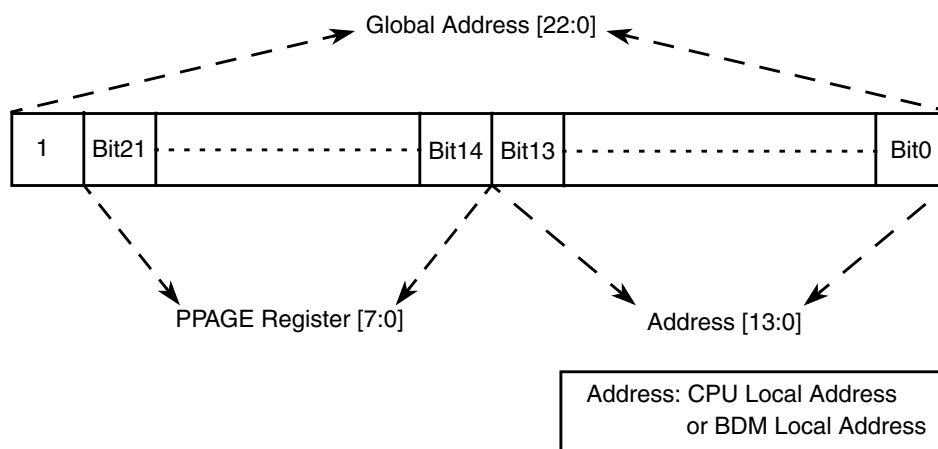 Global Address [22:0]
1 Bit21 Bit14 Bit13 Bit0
PPAGE Register [7:0] Address [13:0]
Address: CPU Local Address
or BDM Local Address